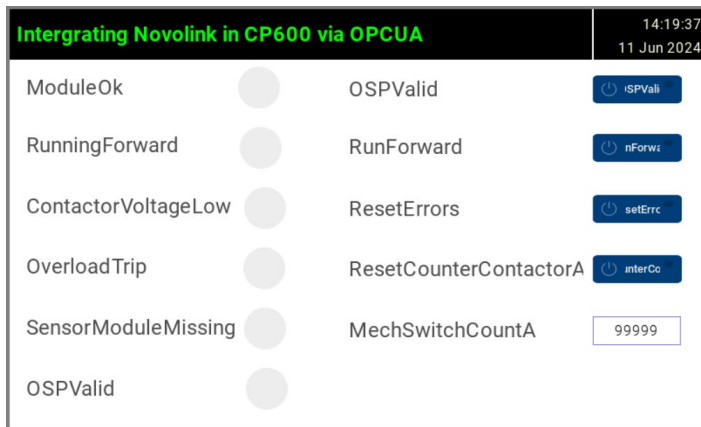 Intergrating Novolink in CP600 via OPCUA
14:19:37
11 Jun 2024
ModuleOk
OSPValid
RunningForward
RunForward
ContactorVoltageLow
ResetErrors
OverloadTrip
ResetCounterContactorA
SensorModuleMissing
MechSwitchCountA
99999
OSPValid